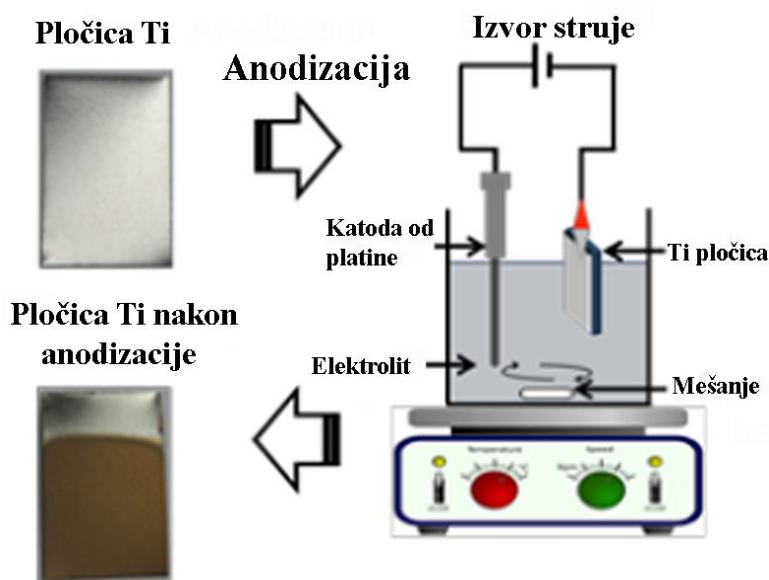 Pločica Ti
Anodizacija
Izvor struje
Katoda od
platine
Ti pločica
Elektrolit
Mešanje
Pločica Ti nakon
anodizacije
Temperature
Speed